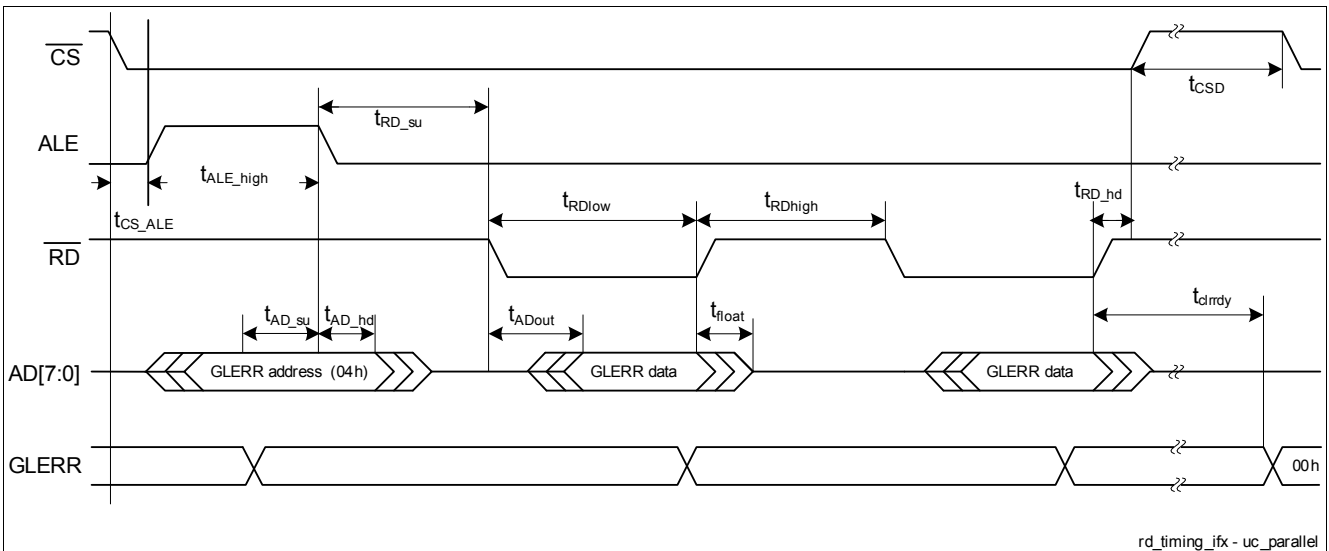 CS
tCSD
tRD_su
ALE
tALE_high
tRDlow
tRDhigh
tRD_hd
tCS_ALE
RD
tAD_su
tAD_hd
tADout
tfloat
tclrrdy
AD[7:0]
GLERR address (04h)
GLERR data
GLERR data
GLERR
00h
rd_timing_ifx - uc_parallel